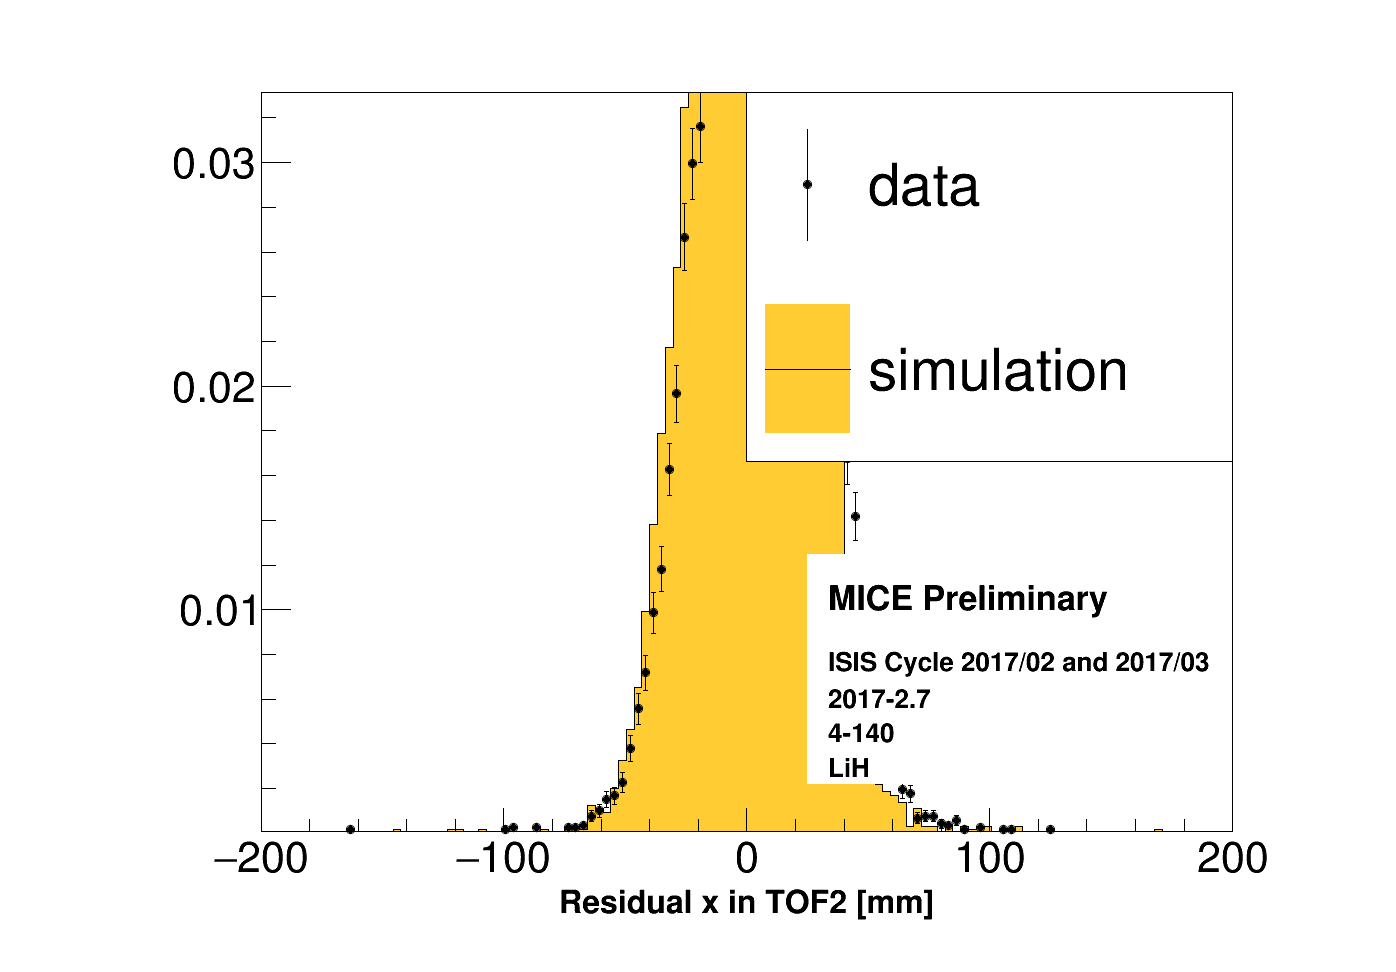 0.03
data
0.02
simulation
0.01
MICE Preliminary
ISIS Cycle 2017/02 and 2017/03
2017-2.7
4-140
LiH
−200 −100 0 100 200
Residual x in TOF2 [mm]